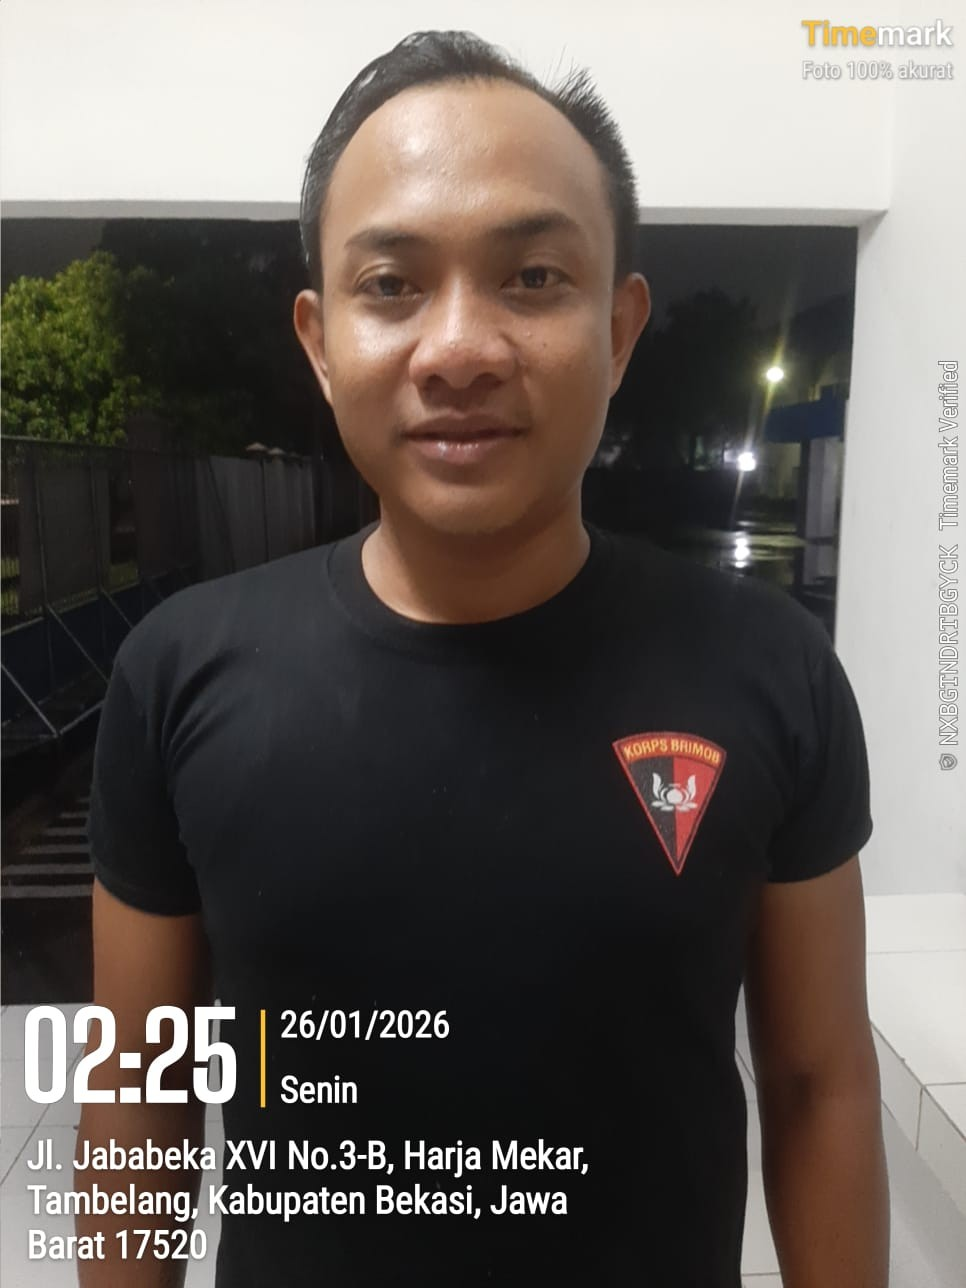 Timemark
Foto 100% akurat
NXBGTNDRTBGYCK Timemark Verified
KORPS BRIMOB
02:25
26/01/2026
Senin
Jl. Jababeka XVI No.3-B, Harja Mekar,
Tambelang, Kabupaten Bekasi, Jawa
Barat 17520